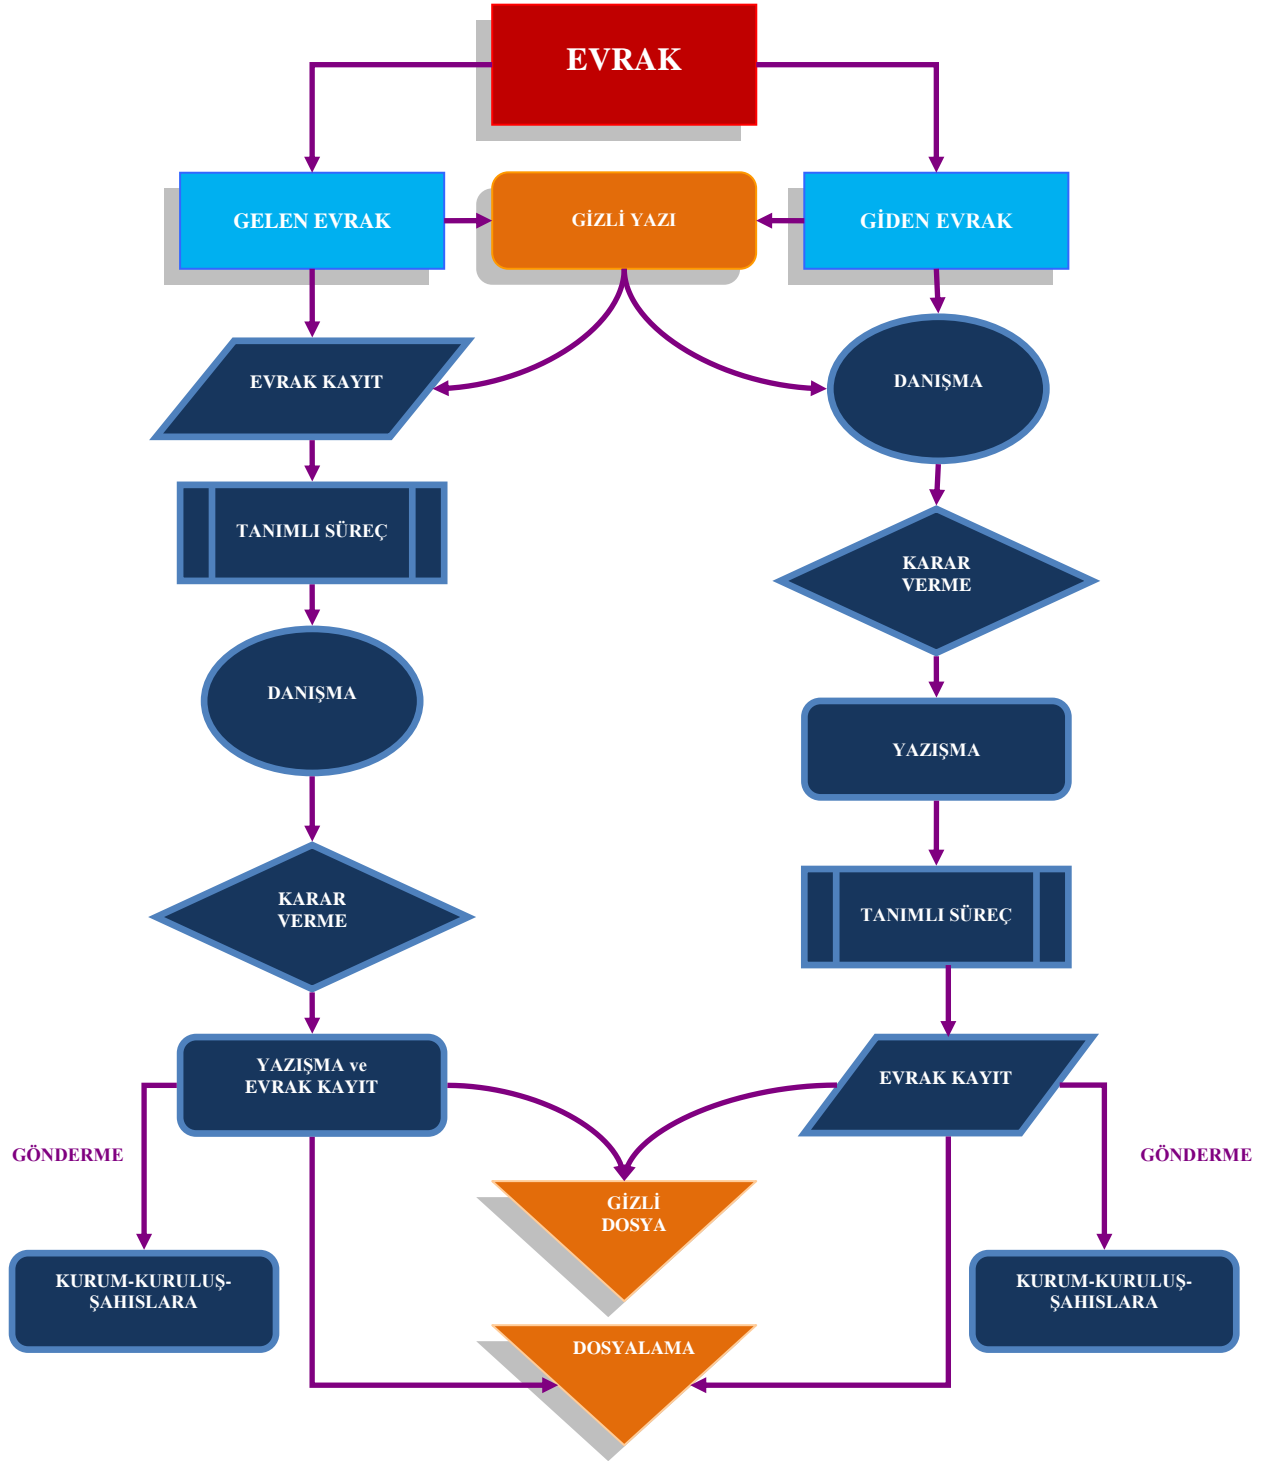 EVRAK
GELEN EVRAK
GİZLİ YAZI
GİDEN EVRAK
EVRAK KAYIT
DANIŞMA
TANIMLI SÜREÇ
KARAR
VERME
DANIŞMA
YAZIŞMA
KARAR
VERME
TANIMLI SÜREÇ
YAZIŞMA ve
EVRAK KAYIT
EVRAK KAYIT
GÖNDERME
GÖNDERME
GİZLİ
DOSYA
KURUM-KURULUŞ-
ŞAHISLARA
KURUM-KURULUŞ-
ŞAHISLARA
DOSYALAMA